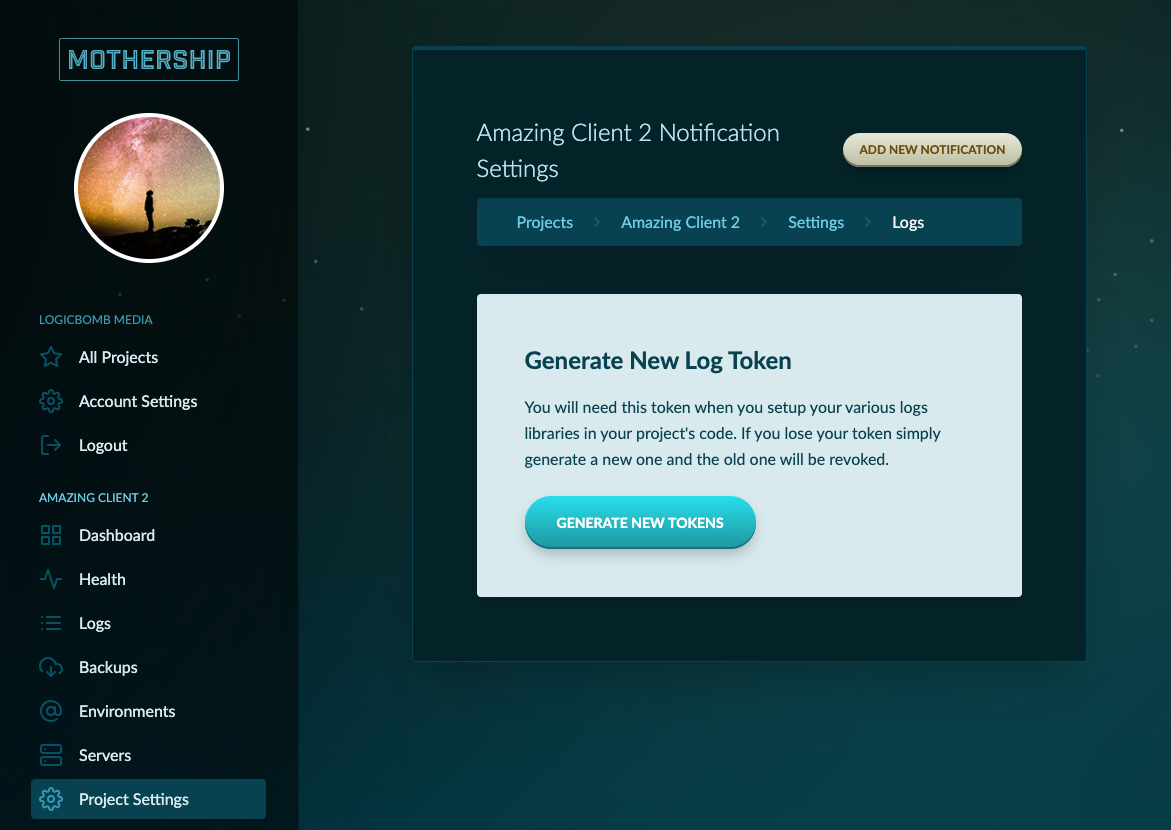 MOTHERSHIP
LOGICBOMB MEDIA
All Projects
Account Settings
Logout
AMAZING CLIENT 2
Dashboard
Health
Logs
Backups
Environments
Servers
Project Settings
Amazing Client 2 Notification
Settings
ADD NEW NOTIFICATION
Projects > Amazing Client 2 > Settings > Logs
Generate New Log Token
You will need this token when you setup your various logs
libraries in your project's code. If you lose your token simply
generate a new one and the old one will be revoked.
GENERATE NEW TOKENS